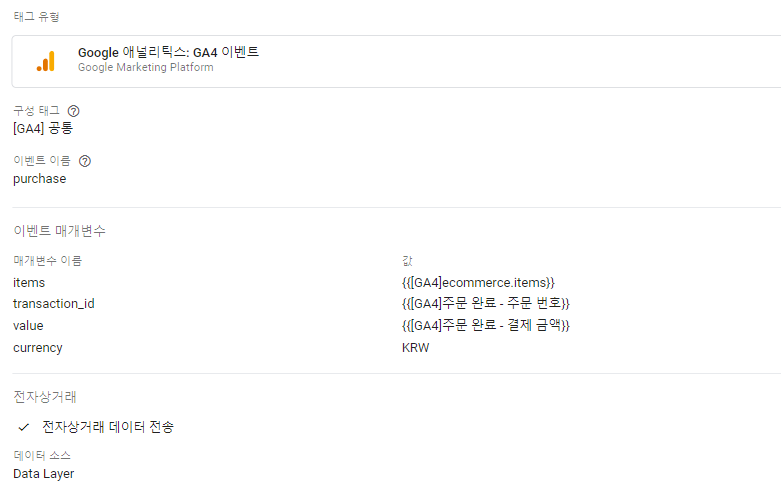 태그 유형
Google 애널리틱스: GA4 이벤트
Google Marketing Platform
구성 태그
[GA4] 공통
이벤트 이름
purchase
이벤트 매개변수
매개변수 이름 값
items {{[GA4]ecommerce.items}}
transaction_id {{[GA4]주문 완료 - 주문 번호}}
value {{[GA4]주문 완료 - 결제 금액}}
currency KRW
전자상거래
전자상거래 데이터 전송
데이터 소스
Data Layer